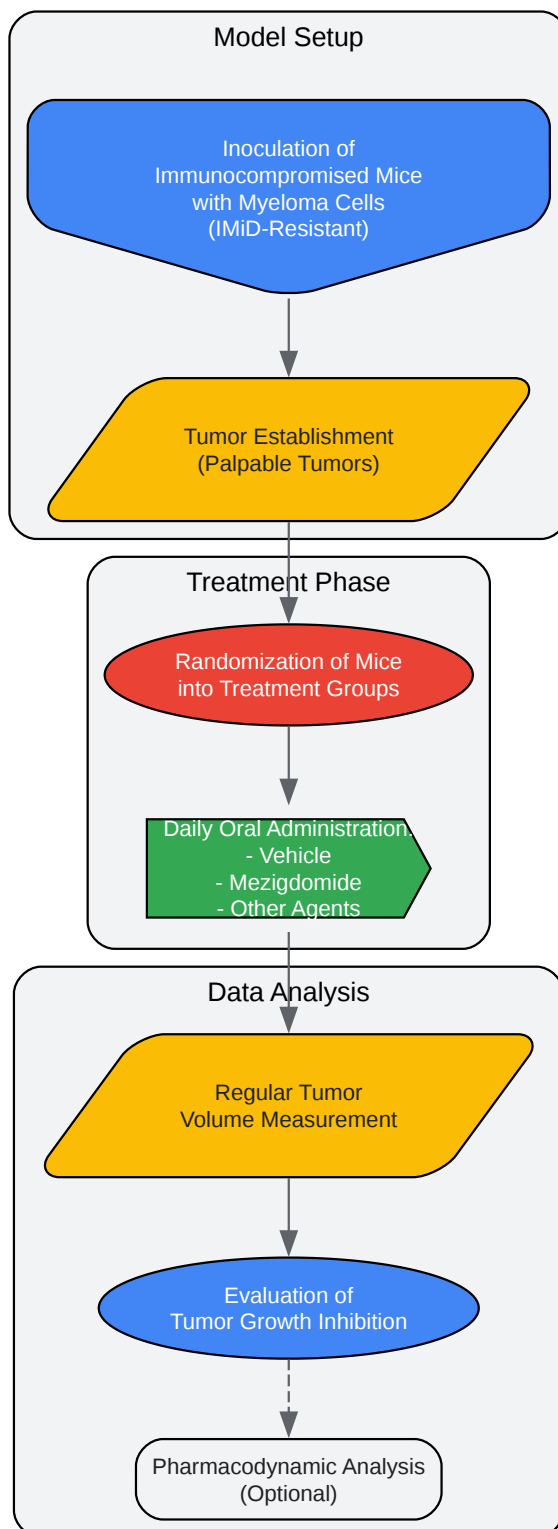 Model Setup
Inoculation of
Immunocompromised Mice
with Myeloma Cells
(IMiD-Resistant)
Tumor Establishment
(Palpable Tumors)
Treatment Phase
Randomization of Mice
into Treatment Groups
Daily Oral Administration:
- Vehicle
- Mezigdomide
- Other Agents
Data Analysis
Regular Tumor
Volume Measurement
Evaluation of
Tumor Growth Inhibition
Pharmacodynamic Analysis
(Optional)